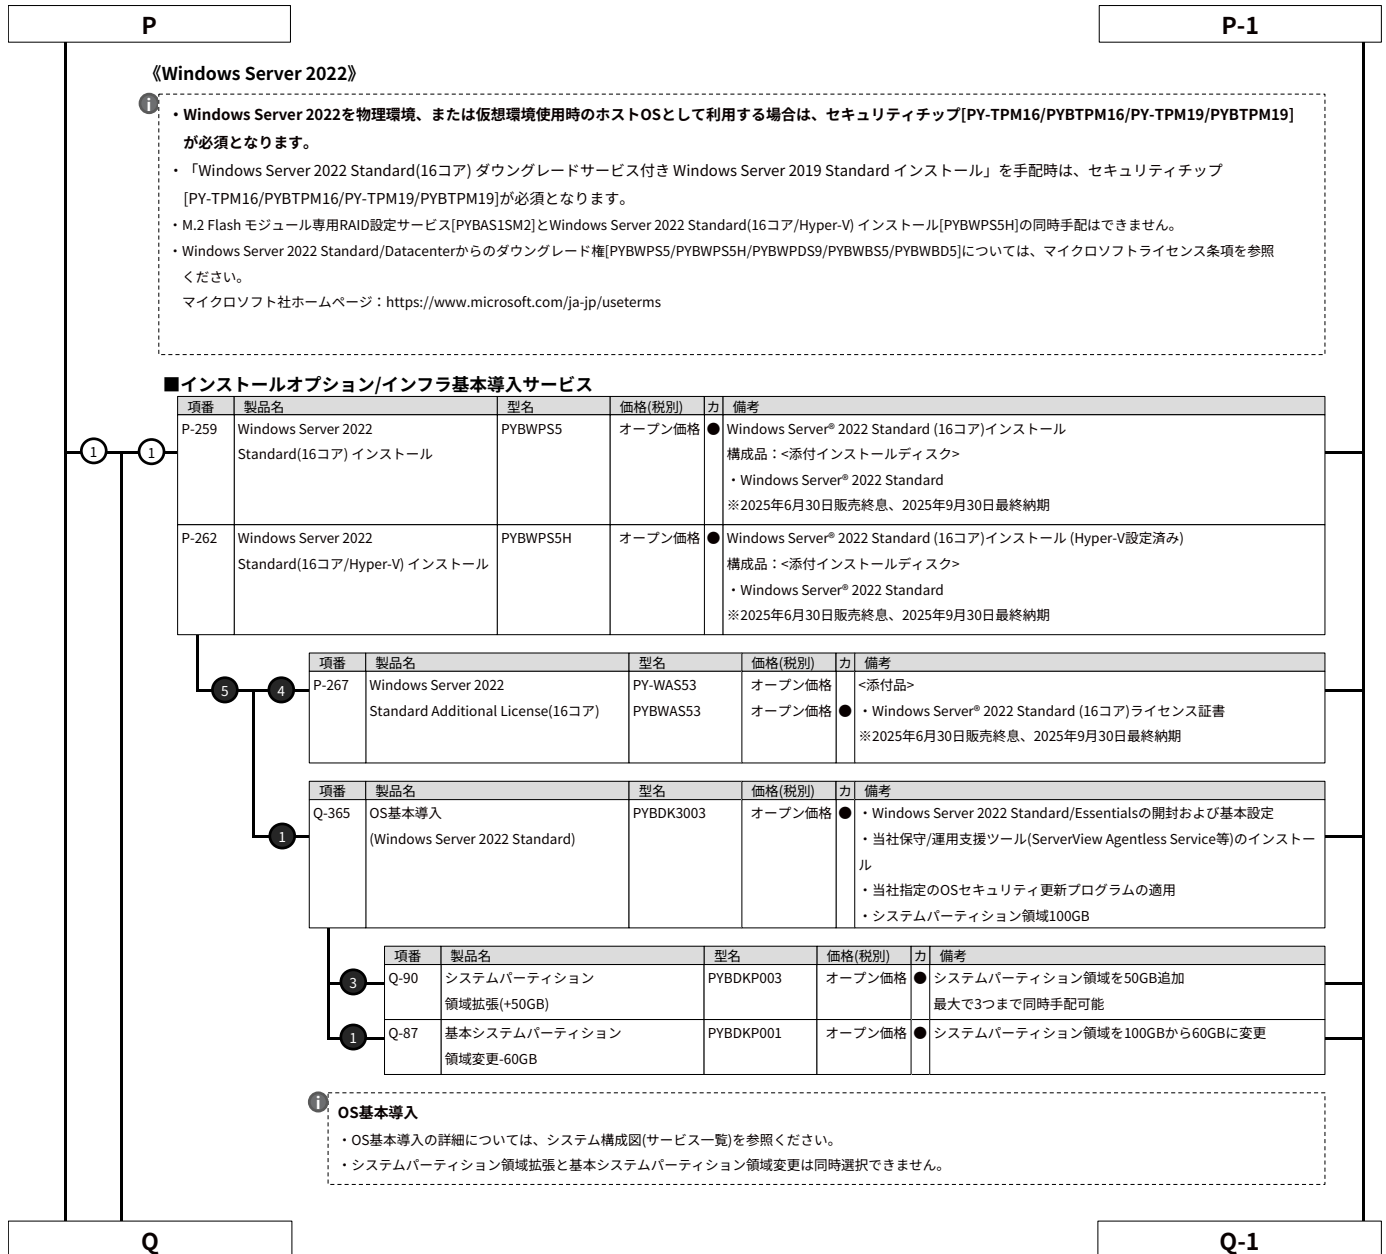 P
P-1
《Windows Server 2022》
・Windows Server 2022を物理環境、または仮想環境使用時のホストOSとして利用する場合は、セキュリティチップ[PY-TPM16/PYBTPM16/PY-TPM19/PYBTPM19]
が必須となります。
・「Windows Server 2022 Standard(16コア) ダウングレードサービス付き Windows Server 2019 Standard インストール」を手配時は、セキュリティチップ
[PY-TPM16/PYBTPM16/PY-TPM19/PYBTPM19]が必須となります。
・M.2 Flash モジュール専用RAID設定サービス[PYBAS1SM2]とWindows Server 2022 Standard(16コア/Hyper-V) インストール[PYBWPS5H]の同時手配はできません。
・Windows Server 2022 Standard/Datacenterからのダウングレード権[PYBWPS5/PYBWPS5H/PYBWPDS9/PYBWBS5/PYBWBD5]については、マイクロソフトライセンス条項を参照
ください。
マイクロソフト社ホームページ：https://www.microsoft.com/ja-jp/useterms
■インストールオプション/インフラ基本導入サービス
項番 製品名 型名 価格(税別) カ 備考
P-259 Windows Server 2022 PYBWPS5 オープン価格 ● Windows Server® 2022 Standard (16コア)インストール
1 1 Standard(16コア) インストール 構成品：<添付インストールディスク>
・Windows Server® 2022 Standard
※2025年6月30日販売終息、2025年9月30日最終納期
P-262 Windows Server 2022 PYBWPS5H オープン価格 ● Windows Server® 2022 Standard (16コア)インストール (Hyper-V設定済み)
Standard(16コア/Hyper-V) インストール 構成品：<添付インストールディスク>
・Windows Server® 2022 Standard
※2025年6月30日販売終息、2025年9月30日最終納期
項番 製品名 型名 価格(税別) カ 備考
5 4 P-267 Windows Server 2022 PY-WAS53 オープン価格 <添付品>
Standard Additional License(16コア) PYBWAS53 オープン価格 ● ・Windows Server® 2022 Standard (16コア)ライセンス証書
※2025年6月30日販売終息、2025年9月30日最終納期
項番 製品名 型名 価格(税別) カ 備考
Q-365 OS基本導入 PYBDK3003 オープン価格 ● ・Windows Server 2022 Standard/Essentialsの開封および基本設定
1 (Windows Server 2022 Standard) ・当社保守/運用支援ツール(ServerView Agentless Service等)のインストー
ル
・当社指定のOSセキュリティ更新プログラムの適用
・システムパーティション領域100GB
項番 製品名 型名 価格(税別) カ 備考
3 Q-90 システムパーティション PYBDKP003 オープン価格 ● システムパーティション領域を50GB追加
領域拡張(+50GB) 最大で3つまで同時手配可能
1 Q-87 基本システムパーティション PYBDKP001 オープン価格 ● システムパーティション領域を100GBから60GBに変更
領域変更-60GB
OS基本導入
・OS基本導入の詳細については、システム構成図(サービス一覧)を参照ください。
・システムパーティション領域拡張と基本システムパーティション領域変更は同時選択できません。
Q
Q-1